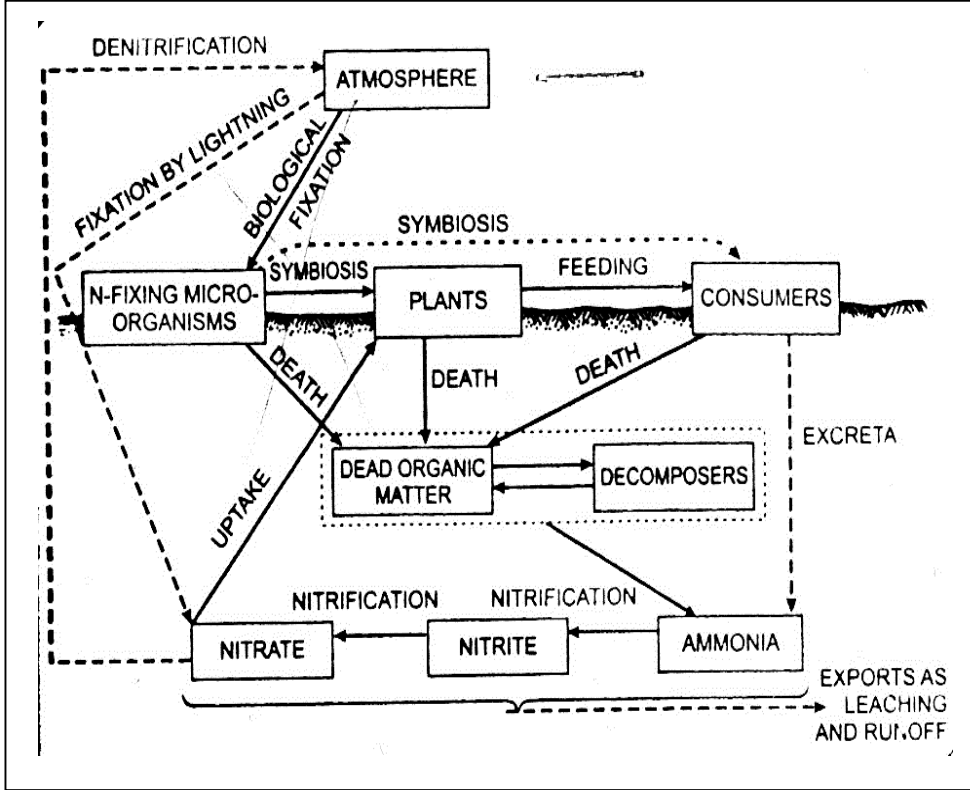 DENITRIFICATION
ATMOSPHERE
FIXATION BY LIGHTNING
BIOLOGICAL
FIXATION
SYMBIOSIS
N-FIXING MICRO-
ORGANISMS
SYMBIOSIS
PLANTS
FEEDING
CONSUMERS
DEATH
DEATH
DEATH
EXCRETA
DEAD ORGANIC
MATTER
DECOMPOSERS
UPTAKE
NITRIFICATION
NITRIFICATION
NITRATE
NITRITE
AMMONIA
EXPORTS AS
LEACHING
AND RUNOFF